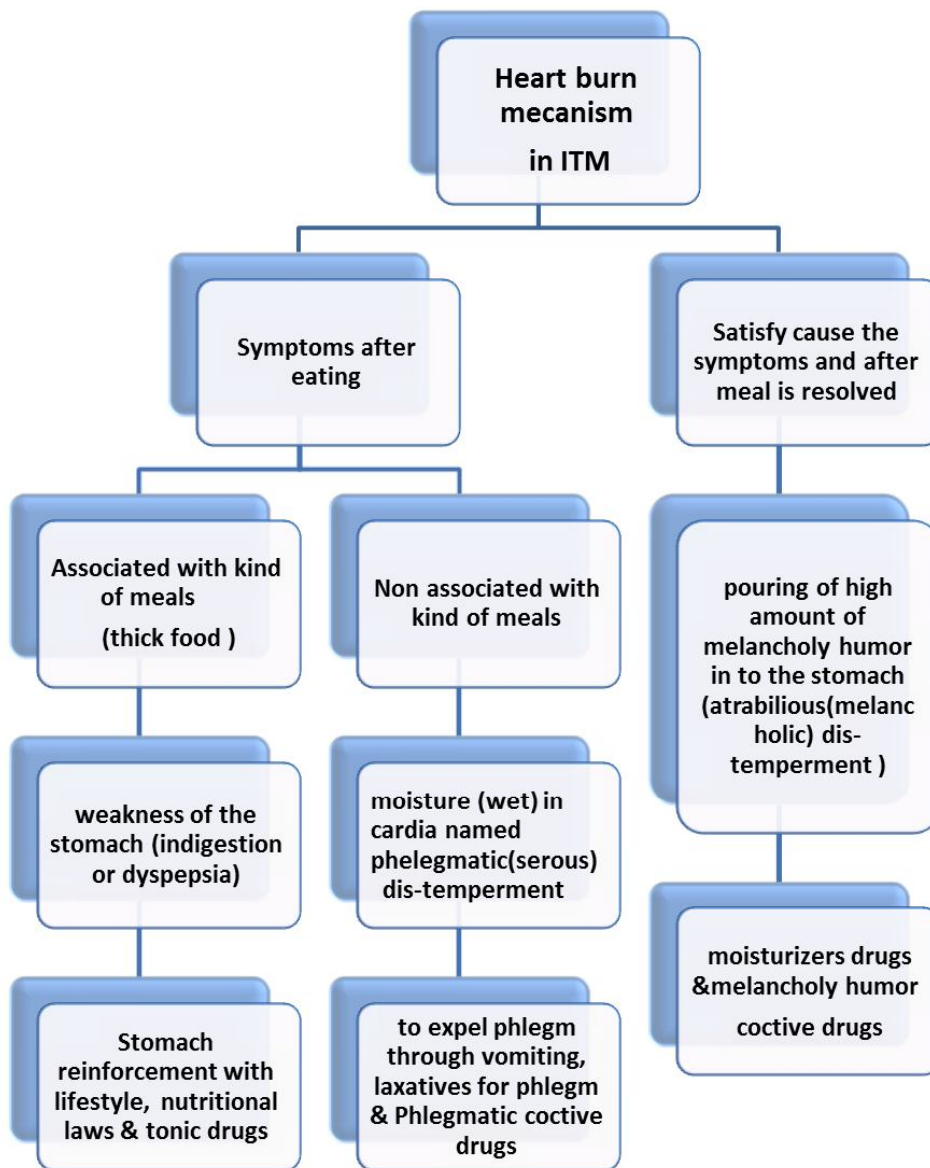 Heart burn
mecanism
in ITM
Symptoms after
eating
Satisfy cause the
symptoms and after
meal is resolved
Associated with kind
of meals
(thick food )
Non associated with
kind of meals
pouring of high
amount of
melancholy humor
in to the stomach
(atrabilious(melanc
holic) dis-
temperment )
weakness of the
stomach (indigestion
or dyspepsia)
moisture (wet) in
cardia named
phelegmatic(serous)
dis-temperment
moisturizers drugs
&melancholy humor
coctive drugs
Stomach
reinforcement with
lifestyle, nutritional
laws & tonic drugs
to expel phlegm
through vomiting,
laxatives for phlegm
& Phlegmatic coctive
drugs